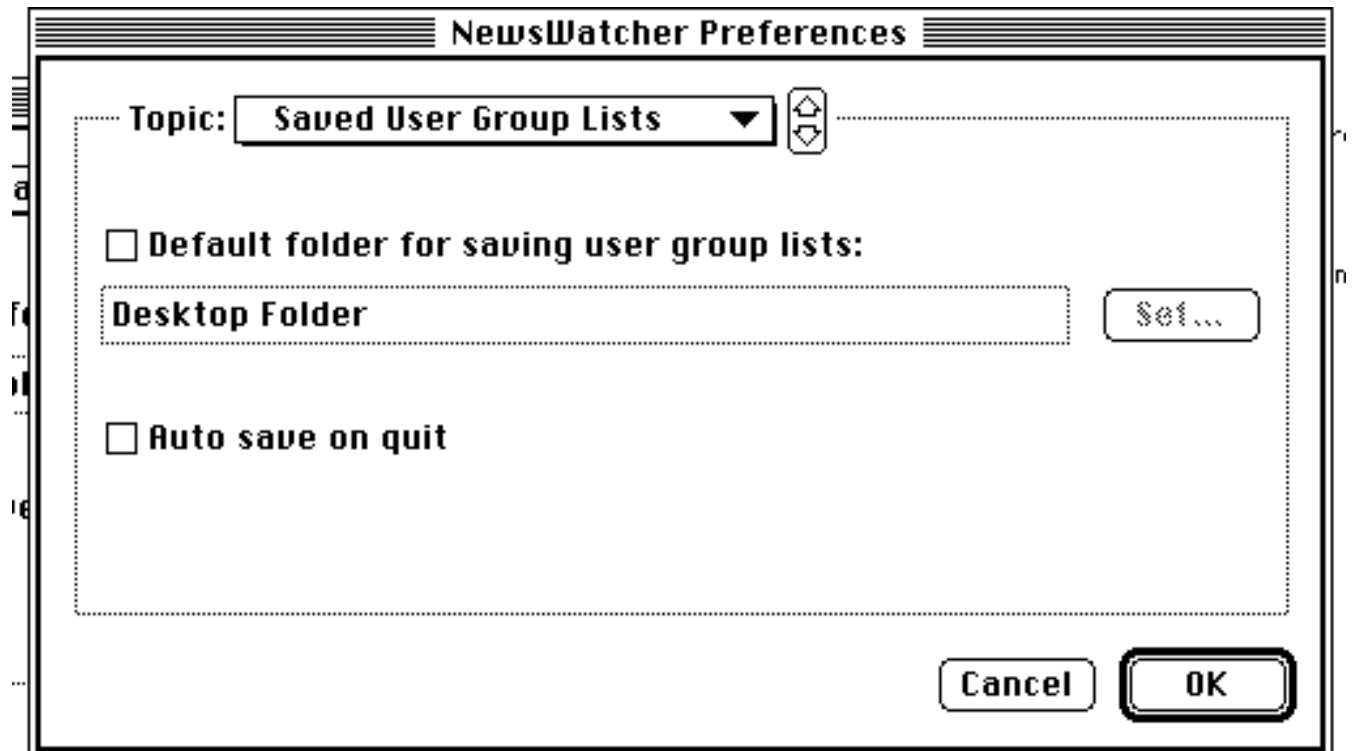 NewsWatcher Preferences
Topic: Saved User Group Lists
Default folder for saving user group lists:
Desktop Folder Set...
Auto save on quit
Cancel OK